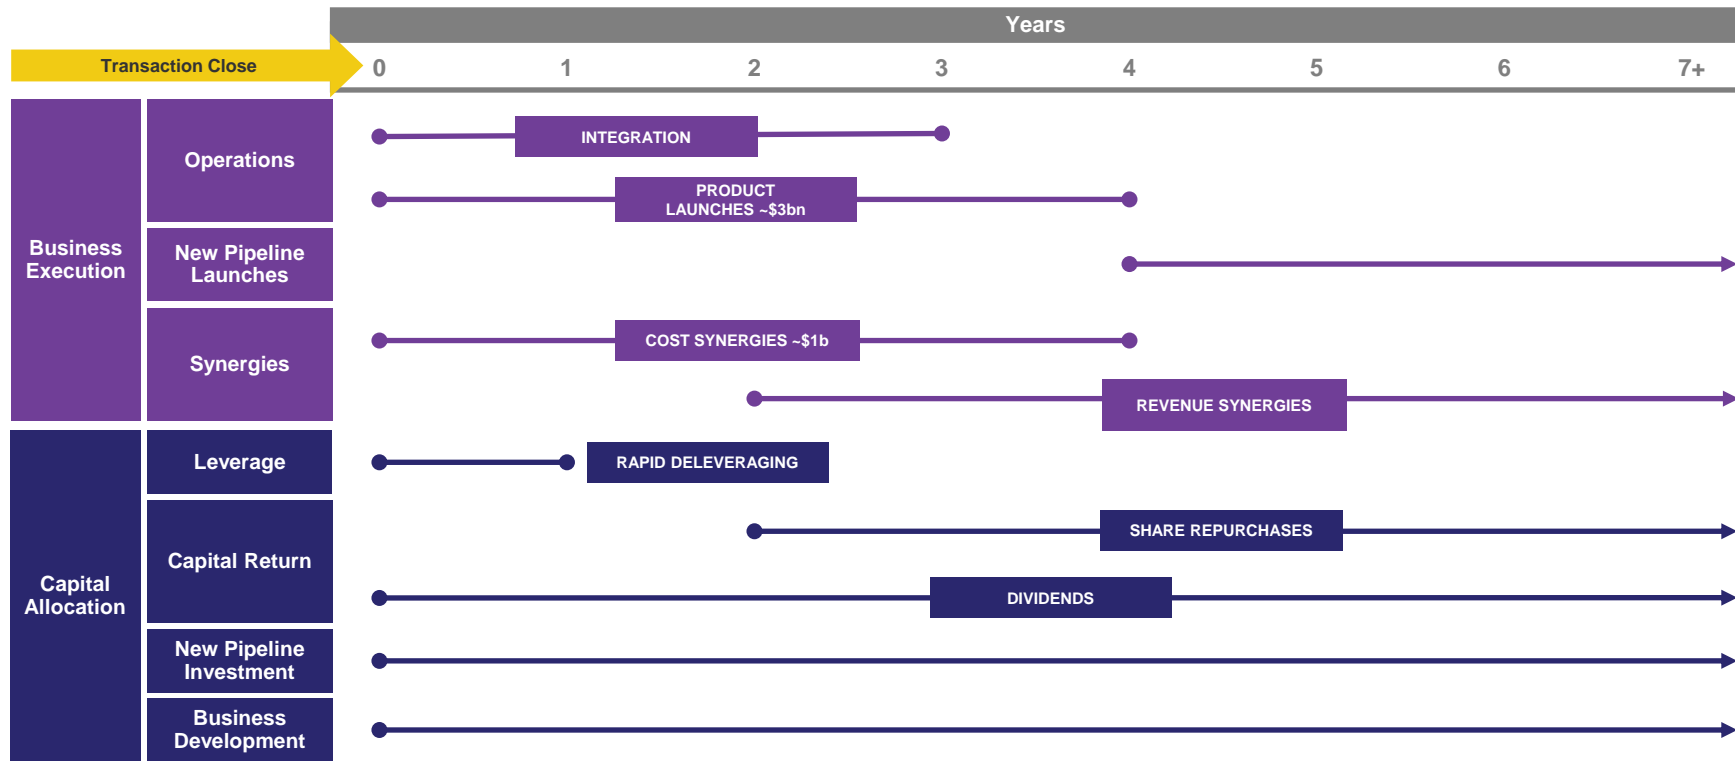 Years
Transaction Close
0 1 2 3 4 5 6 7+
Business
Execution
Operations
INTEGRATION
PRODUCT
LAUNCHES ~$3bn
New Pipeline
Launches
Synergies
COST SYNERGIES ~$1b
REVENUE SYNERGIES
Capital
Allocation
Leverage
RAPID DELEVERAGING
Capital Return
SHARE REPURCHASES
DIVIDENDS
New Pipeline
Investment
Business
Development